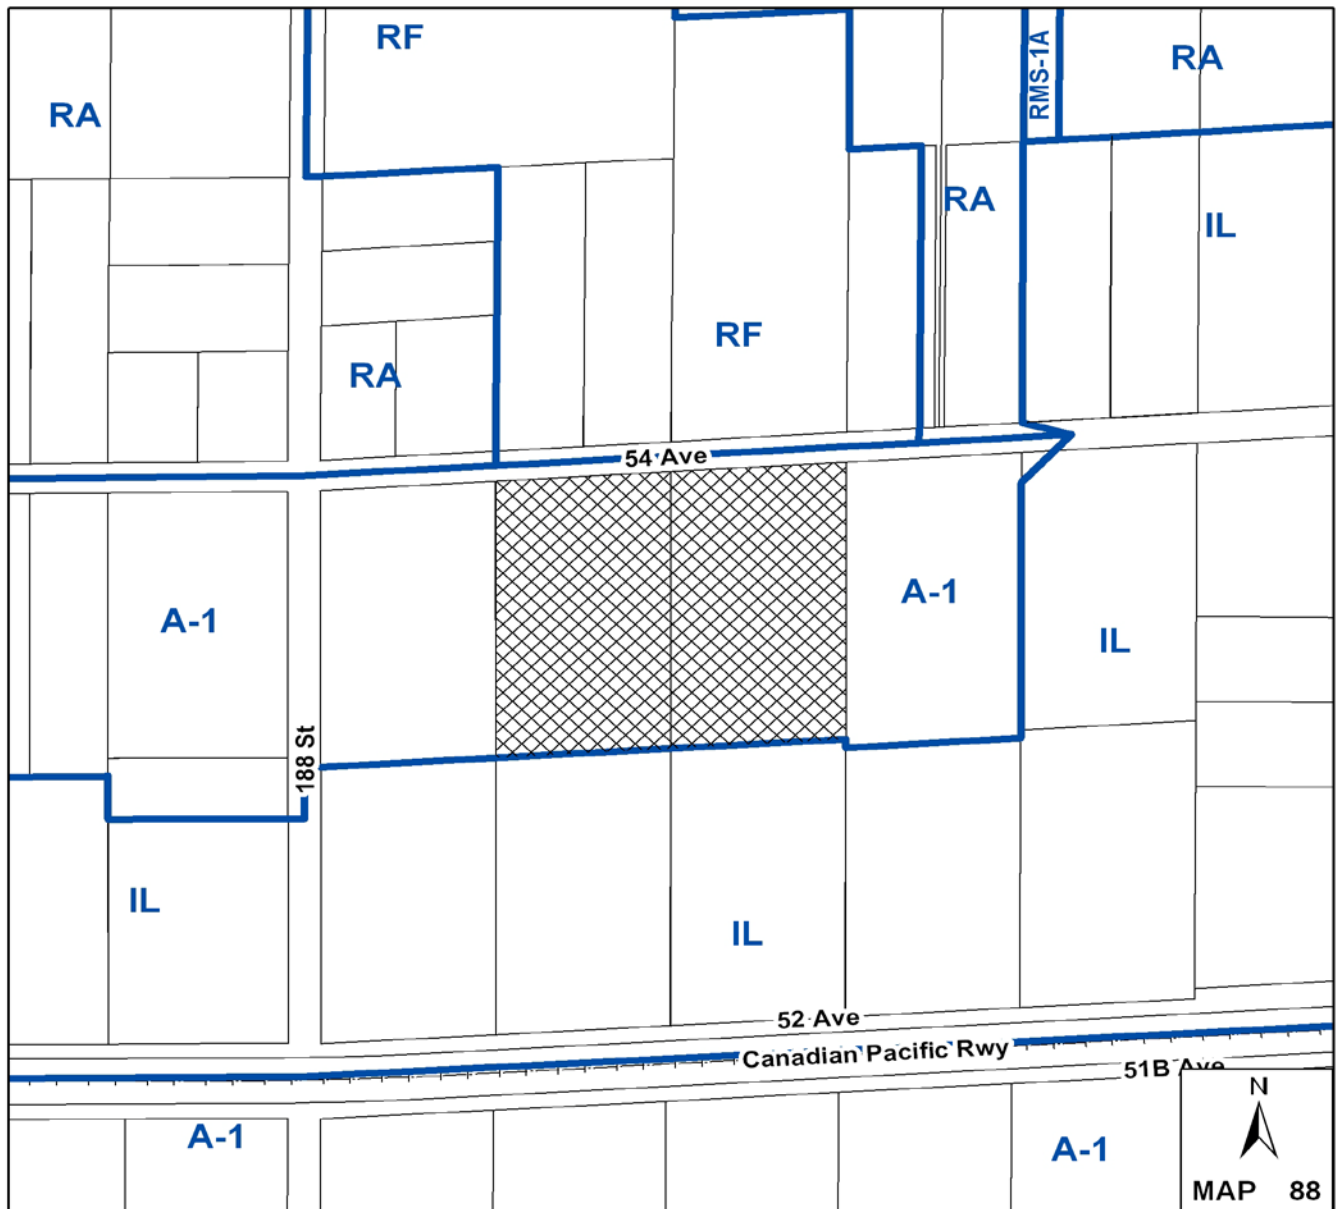 RF
RMS-1A
RA
RA
RA
IL
RF
RA
54 Ave
A-1
A-1
IL
188 St
IL
IL
52 Ave
Canadian Pacific Rwy
51B Ave
N
A-1
A-1
MAP 88